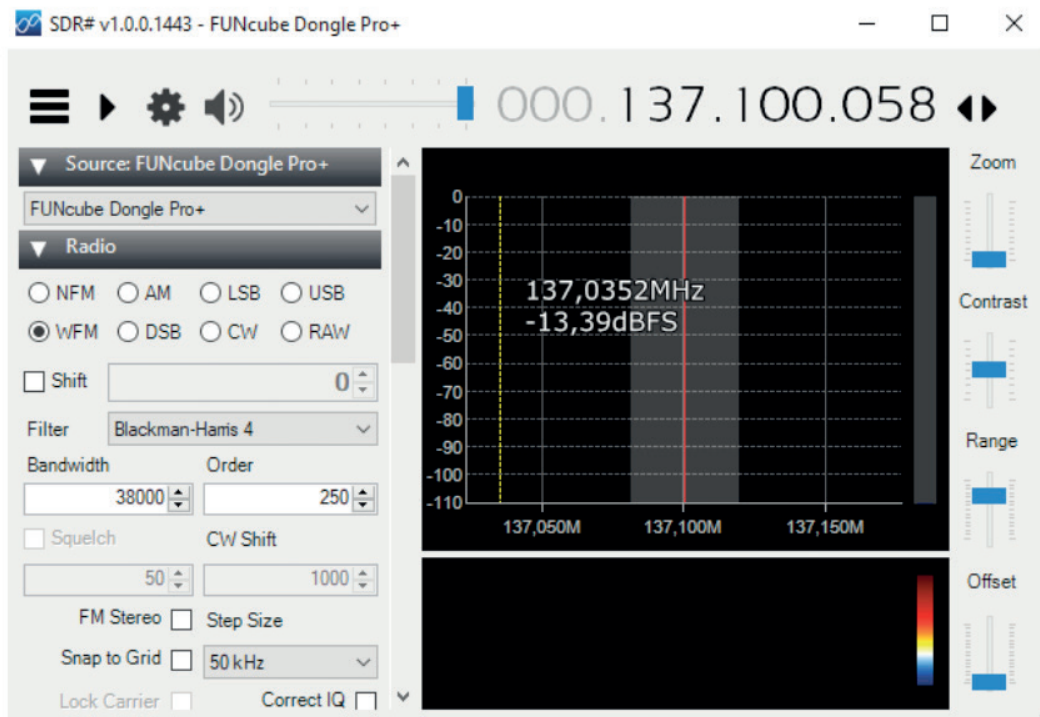 SDR# v1.0.0.1443 - FUNcube Dongle Pro+
000.137.100.058
Source: FUNcube Dongle Pro+
FUNcube Dongle Pro+
Radio
NFM AM LSB USB
WFM DSB CW RAW
Shift 0
Filter Blackman-Harris 4
Bandwidth Order
38000 250
Squelch CW Shift
50 1000
FM Stereo Step Size
Snap to Grid 50 kHz
Lock Carrier Correct IQ
0
-10
-20
-30
-40
-50
-60
-70
-80
-90
-100
-110
137,0352MHz
-13,39dBFS
137,050M 137,100M 137,150M
Zoom
Contrast
Range
Offset